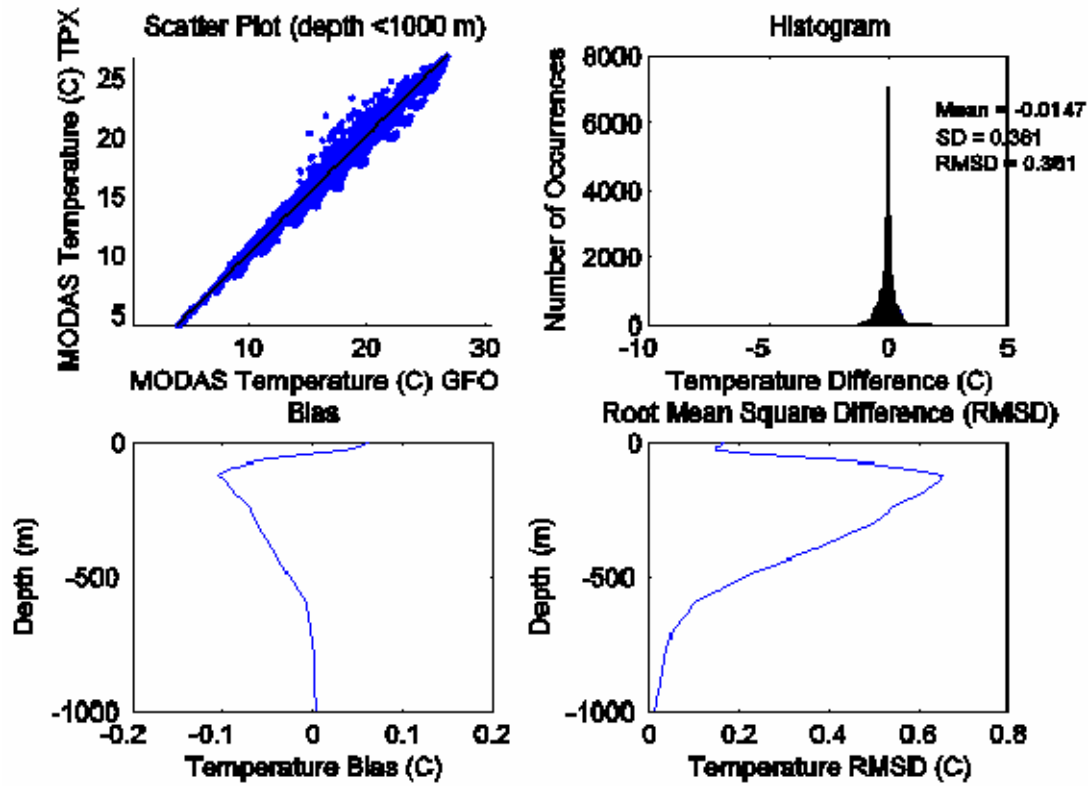 Scatter Plot (depth <1000 m)
MODAS Temperature (C) TPX
25
20
15
10
5
10
20
30
MODAS Temperature (C) GFO
Histogram
Number of Occurrences
8000
6000
4000
2000
0
-10
-5
0
5
Mean = -0.0147
SD = 0.361
RMSD = 0.361
Temperature Difference (C)
Bias
Depth (m)
0
-500
-1000
-0.2
-0.1
0
0.1
0.2
Temperature Bias (C)
Root Mean Square Difference (RMSD)
Depth (m)
0
-500
-1000
0
0.2
0.4
0.6
0.8
Temperature RMSD (C)